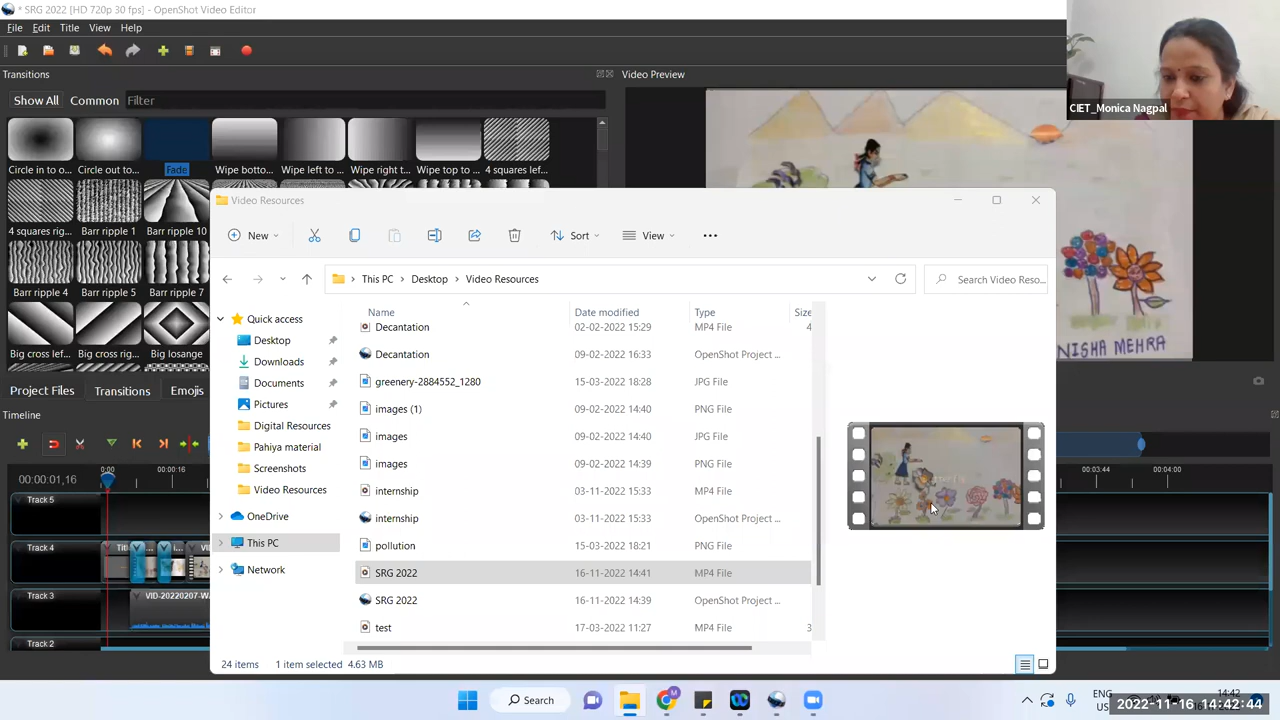 * SRG 2022 [HD 720p 30 fps] - OpenShot Video Editor
File Edit Title View Help
CIET_Monica Nagpal
Transitions
Video Preview
Show All Common Filter
Circle in to o... Circle out to... Fade Wipe botto... Wipe left to ... Wipe right t... Wipe top to ... 4 squares lef...
4 squares rig... Barr ripple 1 Barr ripple 10
Barr ripple 4 Barr ripple 5 Barr ripple 7
Big cross lef... Big cross rig... Big losange
NISHA MEHRA
Project Files Transitions Emojis
Timeline
00:00:01,16
0:00 00:00:16
00:03:44 00:04:00
Track 5
Track 4
Track 3
VID-20220207-W
Track 2
Video Resources
New Sort View
This PC Desktop Video Resources
Search Video Reso...
Quick access
Desktop
Downloads
Documents
Pictures
Digital Resources
Pahiya material
Screenshots
Video Resources
OneDrive
This PC
Network
Name Date modified Type Size
Decantation 02-02-2022 15:29 MP4 File 4
Decantation 09-02-2022 16:33 OpenShot Project ...
greenery-2884552_1280 15-03-2022 18:28 JPG File
images (1) 09-02-2022 14:40 PNG File
images 09-02-2022 14:40 JPG File
images 09-02-2022 14:39 PNG File
internship 03-11-2022 15:33 MP4 File
internship 03-11-2022 15:33 OpenShot Project ...
pollution 15-03-2022 18:21 PNG File
SRG 2022 16-11-2022 14:41 MP4 File
SRG 2022 16-11-2022 14:39 OpenShot Project ...
test 17-03-2022 11:27 MP4 File 3
24 items 1 item selected 4.63 MB
Search
ENG
US
14:42
2022-11-16 14:42:44